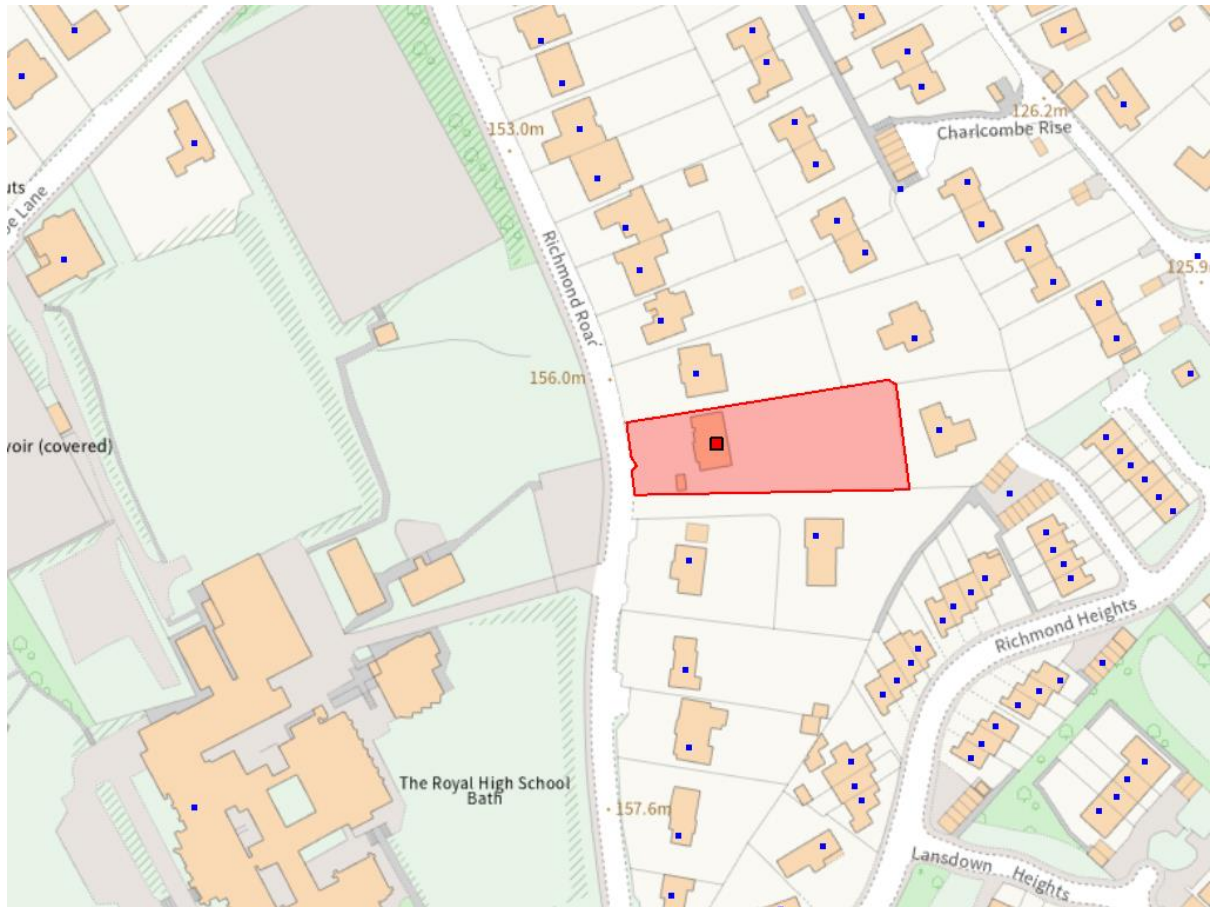 153.0m
126.2m
Charlcombe Rise
uts
Lane
Richmond Road
125.9
156.0m
voir (covered)
Richmond Heights
The Royal High School
Bath
157.6m
Lansdown Heights